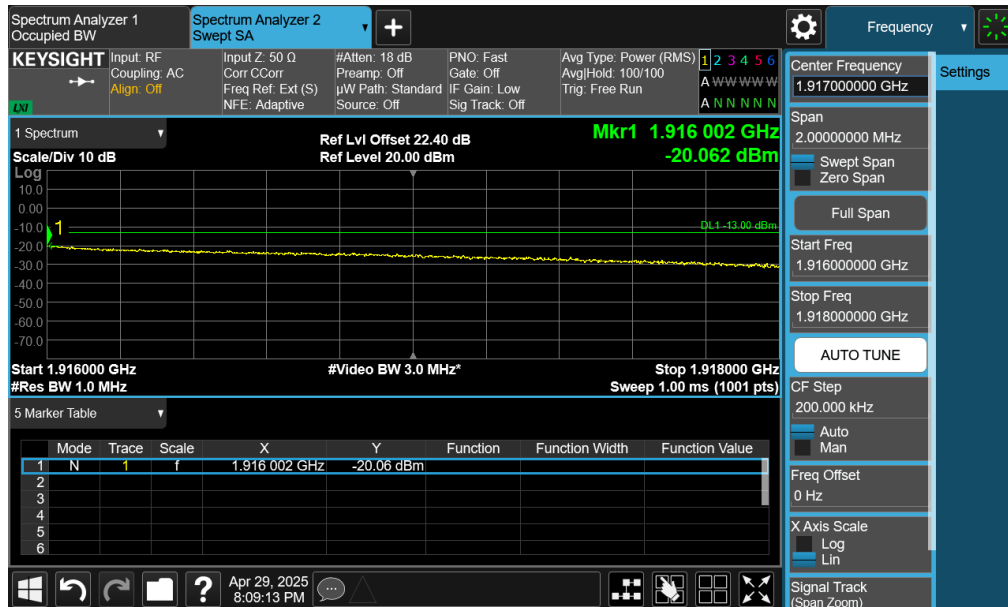 Spectrum Analyzer 1
Occupied BW
Spectrum Analyzer 2
Swept SA
Frequency
KEYSIGHT
LXI
Input: RF
Coupling: AC
Align: Off
Input Z: 50 Ω
Corr CCorr
Freq Ref: Ext (S)
NFE: Adaptive
#Atten: 18 dB
Preamp: Off
µW Path: Standard
Source: Off
PNO: Fast
Gate: Off
IF Gain: Low
Sig Track: Off
Avg Type: Power (RMS)
Avg|Hold: 100/100
Trig: Free Run
1 2 3 4 5 6
A W W W W W
A N N N N N
1 Spectrum
Scale/Div 10 dB
Ref Lvl Offset 22.40 dB
Ref Level 20.00 dBm
Mkr1 1.916 002 GHz
-20.062 dBm
Log
10.0
0.00
-10.0
-20.0
-30.0
-40.0
-50.0
-60.0
-70.0
1
DL1 -13.00 dBm
Start 1.916000 GHz
#Res BW 1.0 MHz
#Video BW 3.0 MHz*
Stop 1.918000 GHz
Sweep 1.00 ms (1001 pts)
5 Marker Table
Mode Trace Scale X Y Function Function Width Function Value
1 N 1 f 1.916 002 GHz -20.06 dBm
2
3
4
5
6
Apr 29, 2025
8:09:13 PM
Center Frequency
1.917000000 GHz
Span
2.00000000 MHz
Swept Span
Zero Span
Full Span
Start Freq
1.916000000 GHz
Stop Freq
1.918000000 GHz
AUTO TUNE
CF Step
200.000 kHz
Auto
Man
Freq Offset
0 Hz
X Axis Scale
Log
Lin
Signal Track
(Span Zoom)
Settings